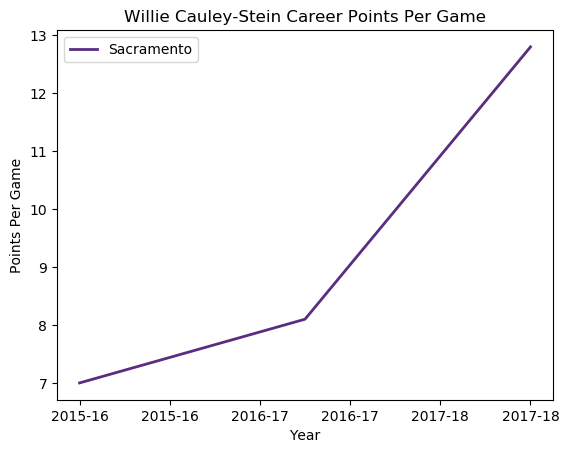 Willie Cauley-Stein Career Points Per Game
Sacramento
13
12
11
10
9
8
7
Points Per Game
2015-16 2015-16 2016-17 2016-17 2017-18 2017-18
Year